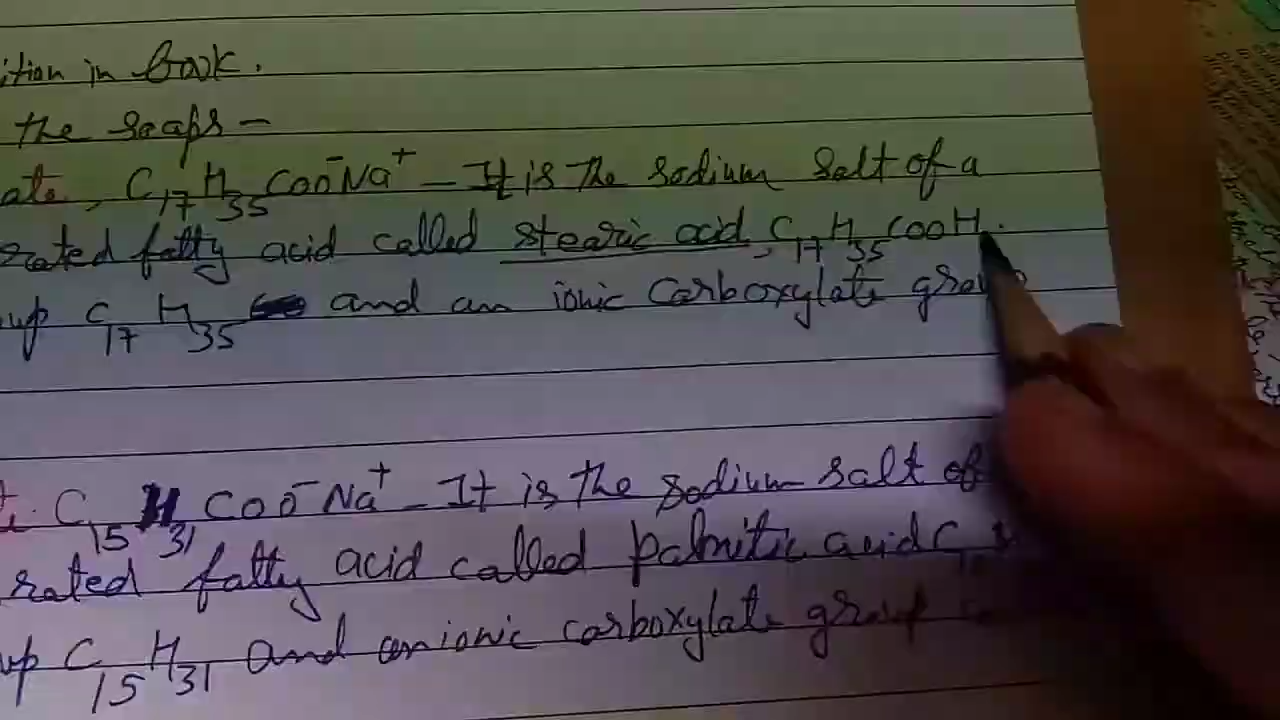 ition in book.
the soaps –
ate, C₁₇H₃₅COO⁻Na⁺ – It is the sodium salt of a
rated fatty acid called stearic acid, C₁₇H₃₅COOH.
up C₁₇H₃₅ and an ionic carboxylate group
C₁₅H₃₁COO⁻Na⁺ – It is the sodium salt of
rated fatty acid called palmitic acid C
up C₁₅H₃₁ and an ionic carboxylate group